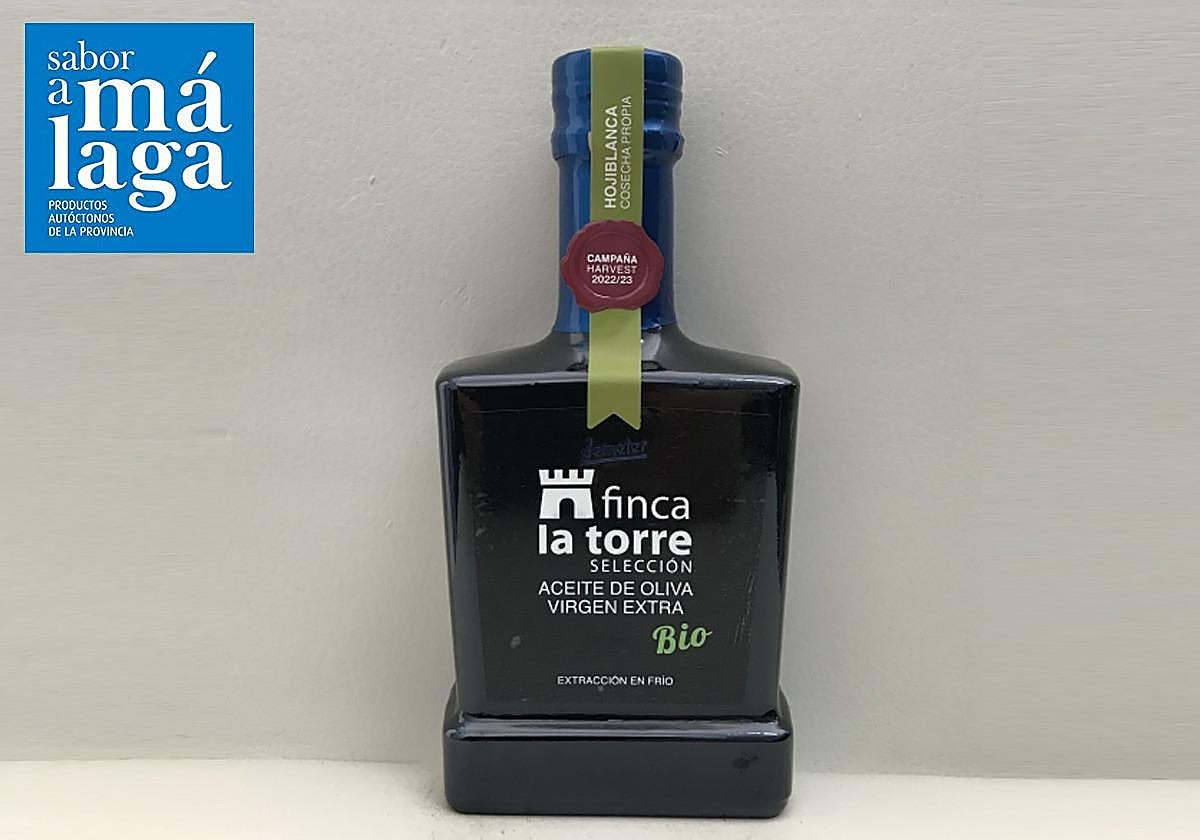 sabor
a má
laga
PRODUCTOS
AUTÓCTONOS
DE LA PROVINCIA
HOJIBLANCA
COSECHA PROPIA
CAMPAÑA
HARVEST
2022/23
demeter
finca
la torre
SELECCIÓN
ACEITE DE OLIVA
VIRGEN EXTRA
Bio
EXTRACCIÓN EN FRÍO